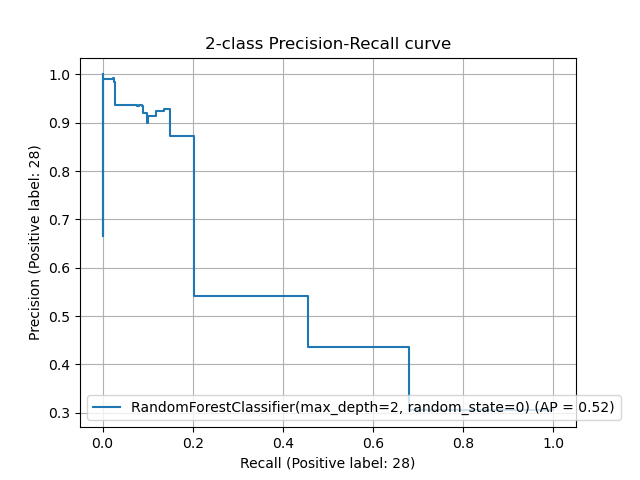 2-class Precision-Recall curve
Precision (Positive label: 28)
1.0
0.9
0.8
0.7
0.6
0.5
0.4
0.3
RandomForestClassifier(max_depth=2, random_state=0) (AP = 0.52)
0.0 0.2 0.4 0.6 0.8 1.0
Recall (Positive label: 28)